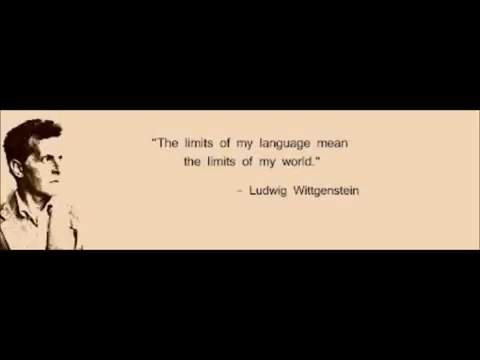 "The limits of my language mean
the limits of my world."
- Ludwig Wittgenstein